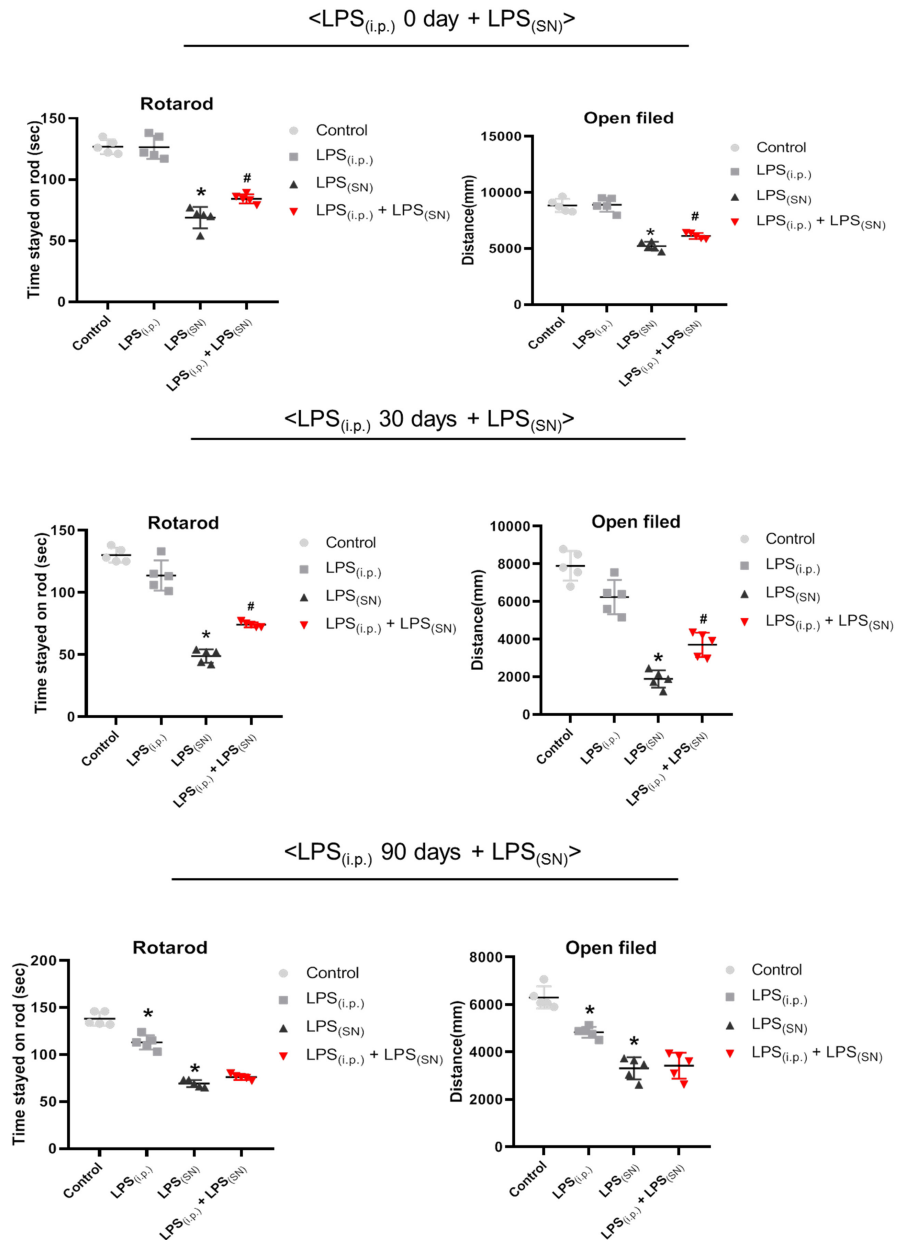 <LPS(i.p.) 0 day + LPS(SN)>
Rotarod
Time stayed on rod (sec)
150
100
50
0
*
#
Control
LPS(i.p.)
LPS(SN)
LPS(i.p.) + LPS(SN)
Control
LPS(i.p.)
LPS(SN)
LPS(i.p.) + LPS(SN)
Open filed
Distance(mm)
15000
10000
5000
0
*
#
Control
LPS(i.p.)
LPS(SN)
LPS(i.p.) + LPS(SN)
Control
LPS(i.p.)
LPS(SN)
LPS(i.p.) + LPS(SN)
<LPS(i.p.) 30 days + LPS(SN)>
Rotarod
Time stayed on rod (sec)
150
100
50
0
*
#
Control
LPS(i.p.)
LPS(SN)
LPS(i.p.) + LPS(SN)
Control
LPS(i.p.)
LPS(SN)
LPS(i.p.) + LPS(SN)
Open filed
Distance(mm)
10000
8000
6000
4000
2000
0
*
#
Control
LPS(i.p.)
LPS(SN)
LPS(i.p.) + LPS(SN)
Control
LPS(i.p.)
LPS(SN)
LPS(i.p.) + LPS(SN)
<LPS(i.p.) 90 days + LPS(SN)>
Rotarod
Time stayed on rod (sec)
200
150
100
50
0
*
*
Control
LPS(i.p.)
LPS(SN)
LPS(i.p.) + LPS(SN)
Control
LPS(i.p.)
LPS(SN)
LPS(i.p.) + LPS(SN)
Open filed
Distance(mm)
8000
6000
4000
2000
0
*
*
Control
LPS(i.p.)
LPS(SN)
LPS(i.p.) + LPS(SN)
Control
LPS(i.p.)
LPS(SN)
LPS(i.p.) + LPS(SN)